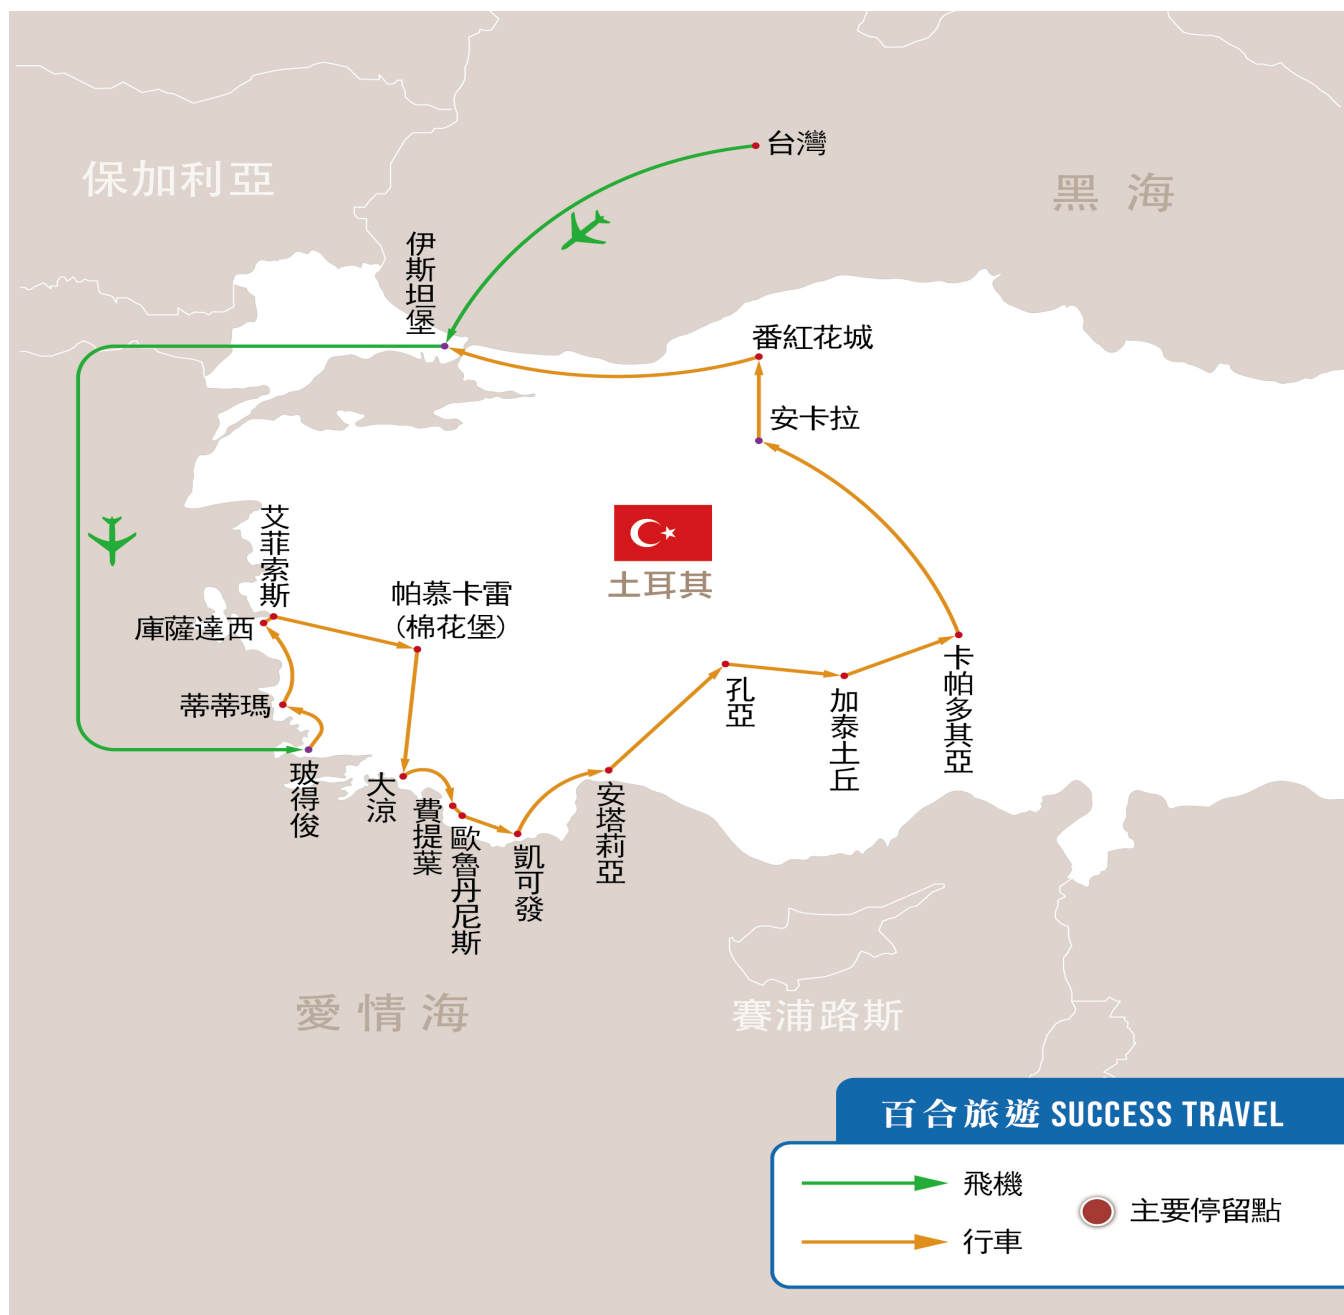 台灣
保加利亞
黑海
伊斯坦堡
番紅花城
安卡拉
艾菲索斯
土耳其
帕慕卡雷
(棉花堡)
庫薩達西
卡帕多其亞
孔亞
加泰土丘
蒂蒂瑪
玻得俊
大涼
費提葉
歐魯丹尼斯
凱可發
安塔莉亞
愛情海
賽浦路斯
百合旅遊 SUCCESS TRAVEL
飛機
主要停留點
行車